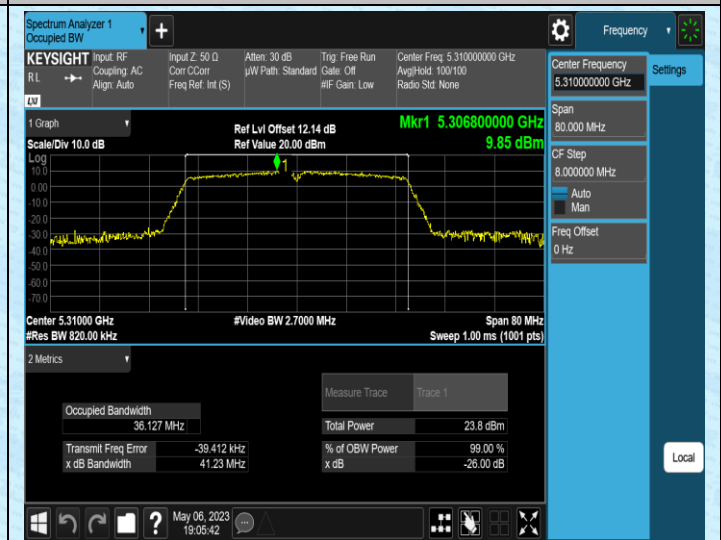 Spectrum Analyzer 1
Occupied BW
Frequency
KEYSIGHT
RL
LXI
Input: RF
Coupling: AC
Align: Auto
Input Z: 50 Ω
Corr CCorr
Freq Ref: Int (S)
Atten: 30 dB
µW Path: Standard
Trig: Free Run
Gate: Off
#IF Gain: Low
Center Freq: 5.310000000 GHz
Avg|Hold: 100/100
Radio Std: None
Center Frequency
5.310000000 GHz
Settings
Span
80.000 MHz
CF Step
8.000000 MHz
Auto
Man
Freq Offset
0 Hz
1 Graph
Scale/Div 10.0 dB
Ref Lvl Offset 12.14 dB
Ref Value 20.00 dBm
Mkr1 5.306800000 GHz
9.85 dBm
Log
10.0
0.00
-10.0
-20.0
-30.0
-40.0
-50.0
-60.0
-70.0
1
Center 5.31000 GHz
#Res BW 820.00 kHz
#Video BW 2.7000 MHz
Span 80 MHz
Sweep 1.00 ms (1001 pts)
2 Metrics
Measure Trace
Trace 1
Occupied Bandwidth
36.127 MHz
Total Power 23.8 dBm
Transmit Freq Error -39.412 kHz
% of OBW Power 99.00 %
x dB Bandwidth 41.23 MHz
x dB -26.00 dB
Local
?
May 06, 2023
19:05:42